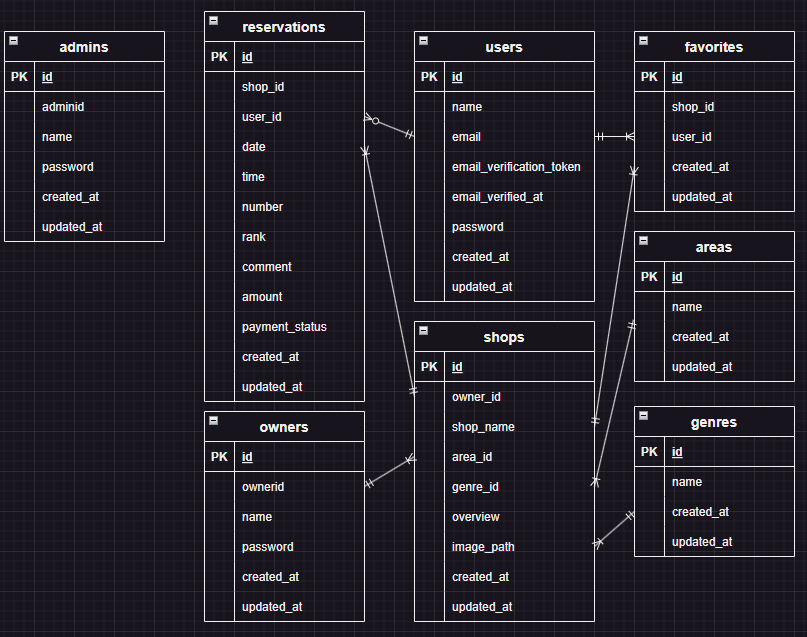 admins
PK id
adminid
name
password
created_at
updated_at
reservations
PK id
shop_id
user_id
date
time
number
rank
comment
amount
payment_status
created_at
updated_at
users
PK id
name
email
email_verification_token
email_verified_at
password
created_at
updated_at
favorites
PK id
shop_id
user_id
created_at
updated_at
areas
PK id
name
created_at
updated_at
owners
PK id
ownerid
name
password
created_at
updated_at
shops
PK id
owner_id
shop_name
area_id
genre_id
overview
image_path
created_at
updated_at
genres
PK id
name
created_at
updated_at